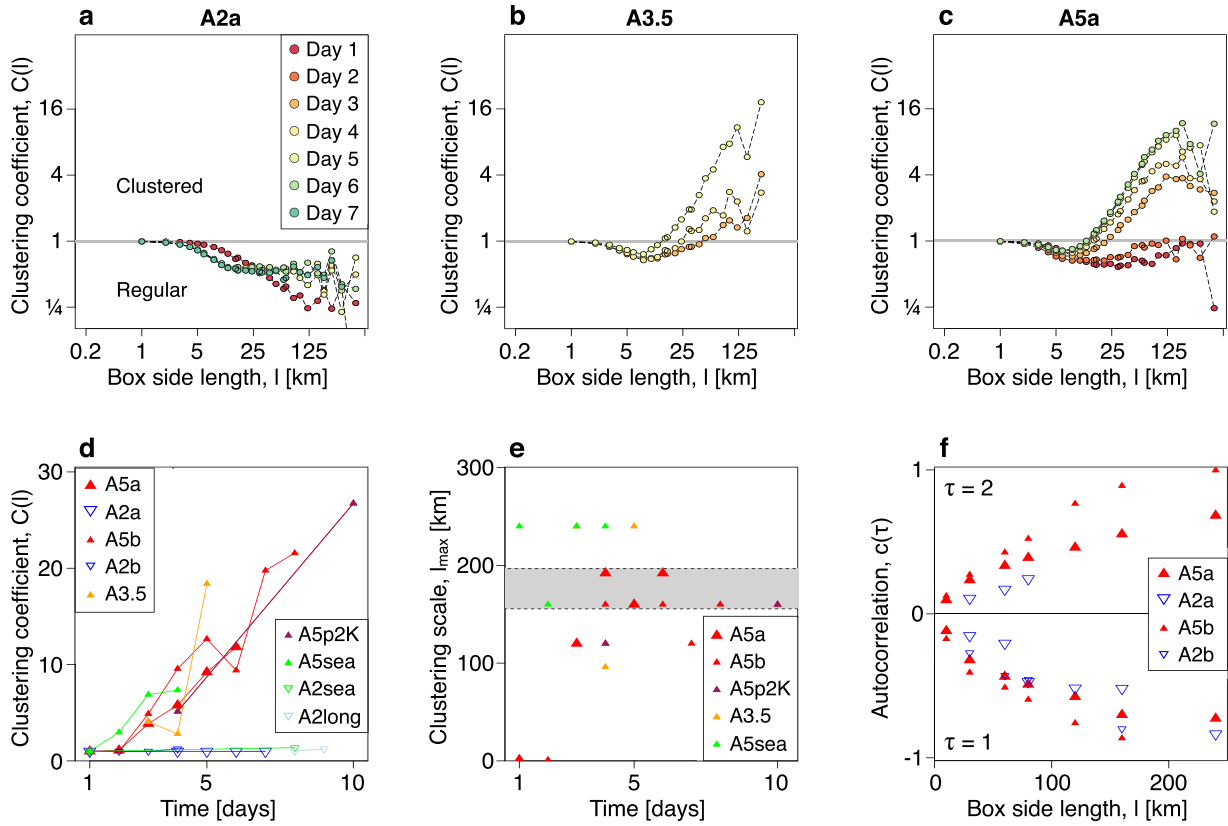 a A2a
Clustering coefficient, C(l)
16
4
1
¼
Clustered
Regular
Day 1
Day 2
Day 3
Day 4
Day 5
Day 6
Day 7
0.2 1 5 25 125
Box side length, l [km]
b A3.5
Clustering coefficient, C(l)
16
4
1
¼
0.2 1 5 25 125
Box side length, l [km]
c A5a
Clustering coefficient, C(l)
16
4
1
¼
0.2 1 5 25 125
Box side length, l [km]
d
Clustering coefficient, C(l)
30
20
10
0
A5a
A2a
A5b
A2b
A3.5
A5p2K
A5sea
A2sea
A2long
1 5 10
Time [days]
e
Clustering scale, lmax [km]
300
200
100
0
A5a
A5b
A5p2K
A3.5
A5sea
1 5 10
Time [days]
f
Autocorrelation, c(τ)
1
0
-1
τ = 2
τ = 1
A5a
A2a
A5b
A2b
0 100 200
Box side length, l [km]